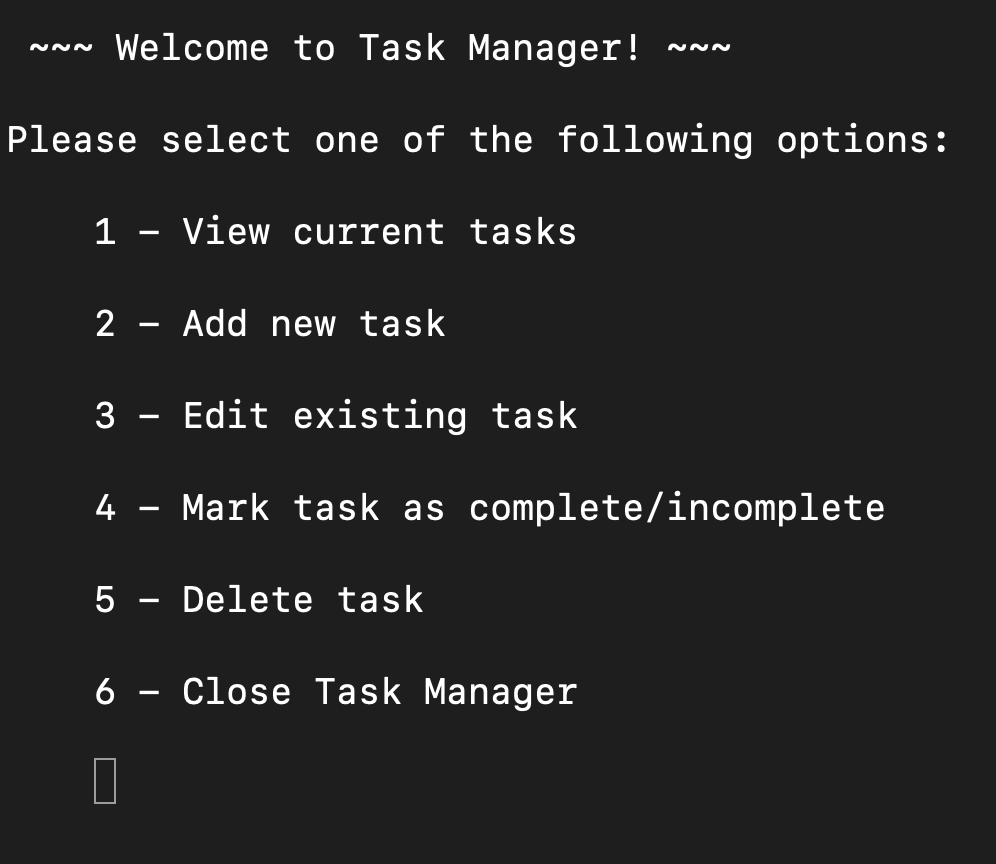 ~~~ Welcome to Task Manager! ~~~
Please select one of the following options:
1 – View current tasks
2 – Add new task
3 – Edit existing task
4 – Mark task as complete/incomplete
5 – Delete task
6 – Close Task Manager